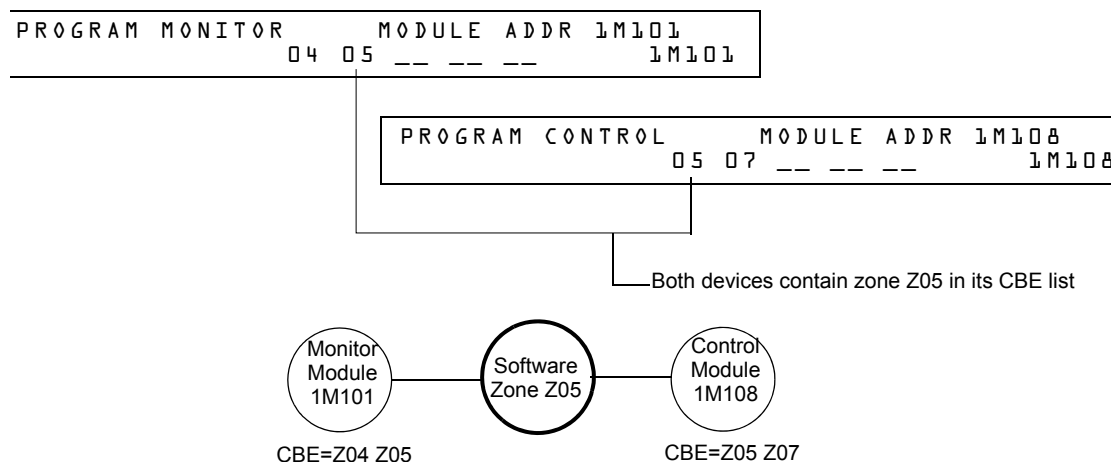 PROGRAM MONITOR MODULE ADDR 1M101
04 05 __ __ __ 1M101
PROGRAM CONTROL MODULE ADDR 1M108
05 07 __ __ __ 1M108
Both devices contain zone Z05 in its CBE list
Monitor
Module
1M101
Software
Zone Z05
Control
Module
1M108
CBE=Z04 Z05
CBE=Z05 Z07